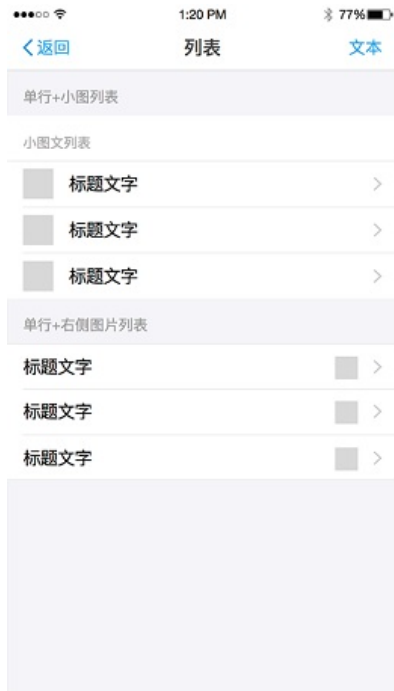 1:20 PM 77%
返回 列表 文本
单行+小图列表
小图文列表
标题文字
标题文字
标题文字
单行+右侧图片列表
标题文字
标题文字
标题文字